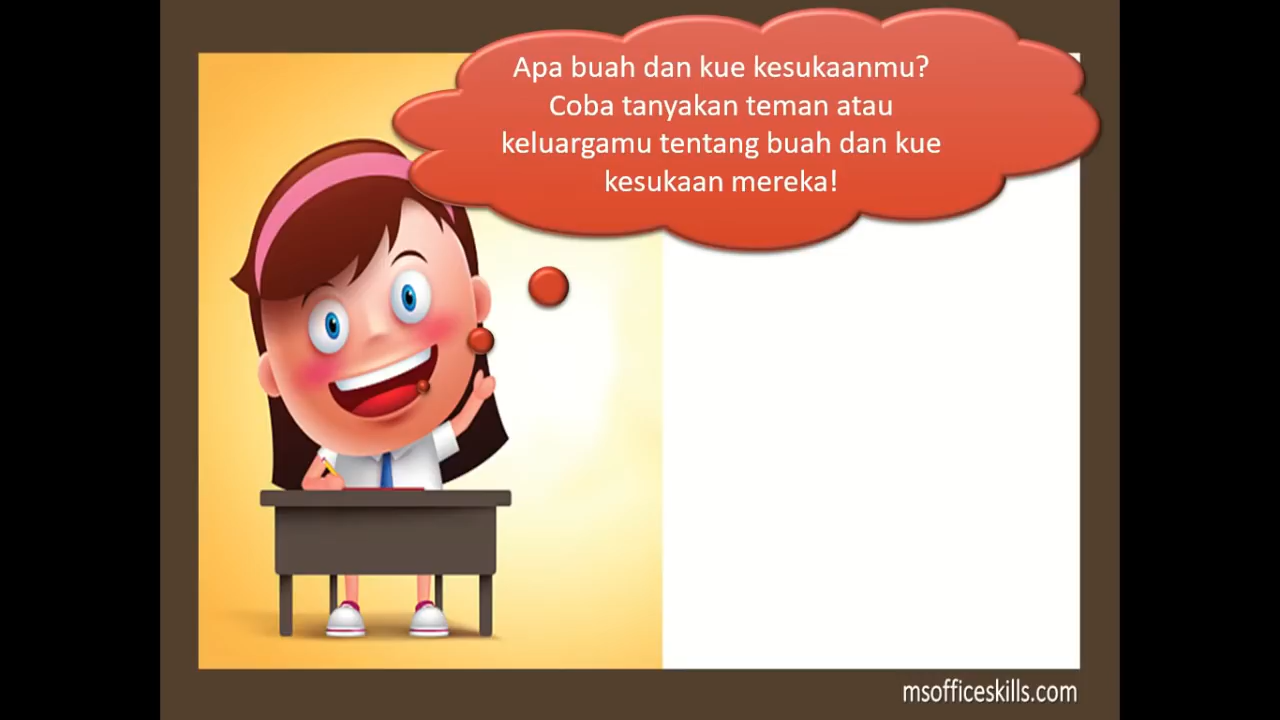 Apa buah dan kue kesukaanmu?
Coba tanyakan teman atau
keluargamu tentang buah dan kue
kesukaan mereka!
msofficeskills.com